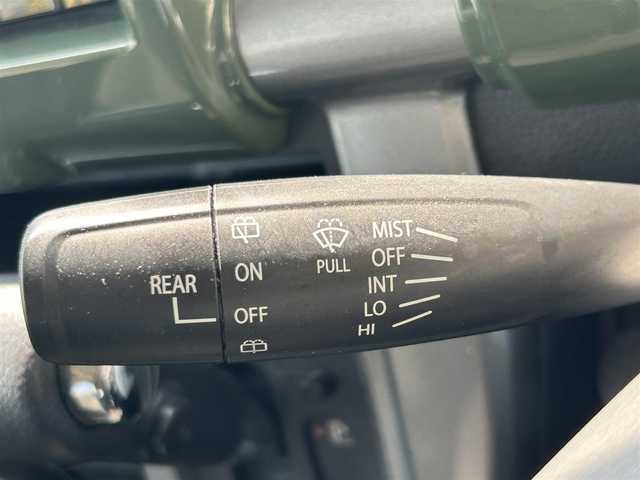 REAR
ON
OFF
PULL
MIST
OFF
INT
LO
HI